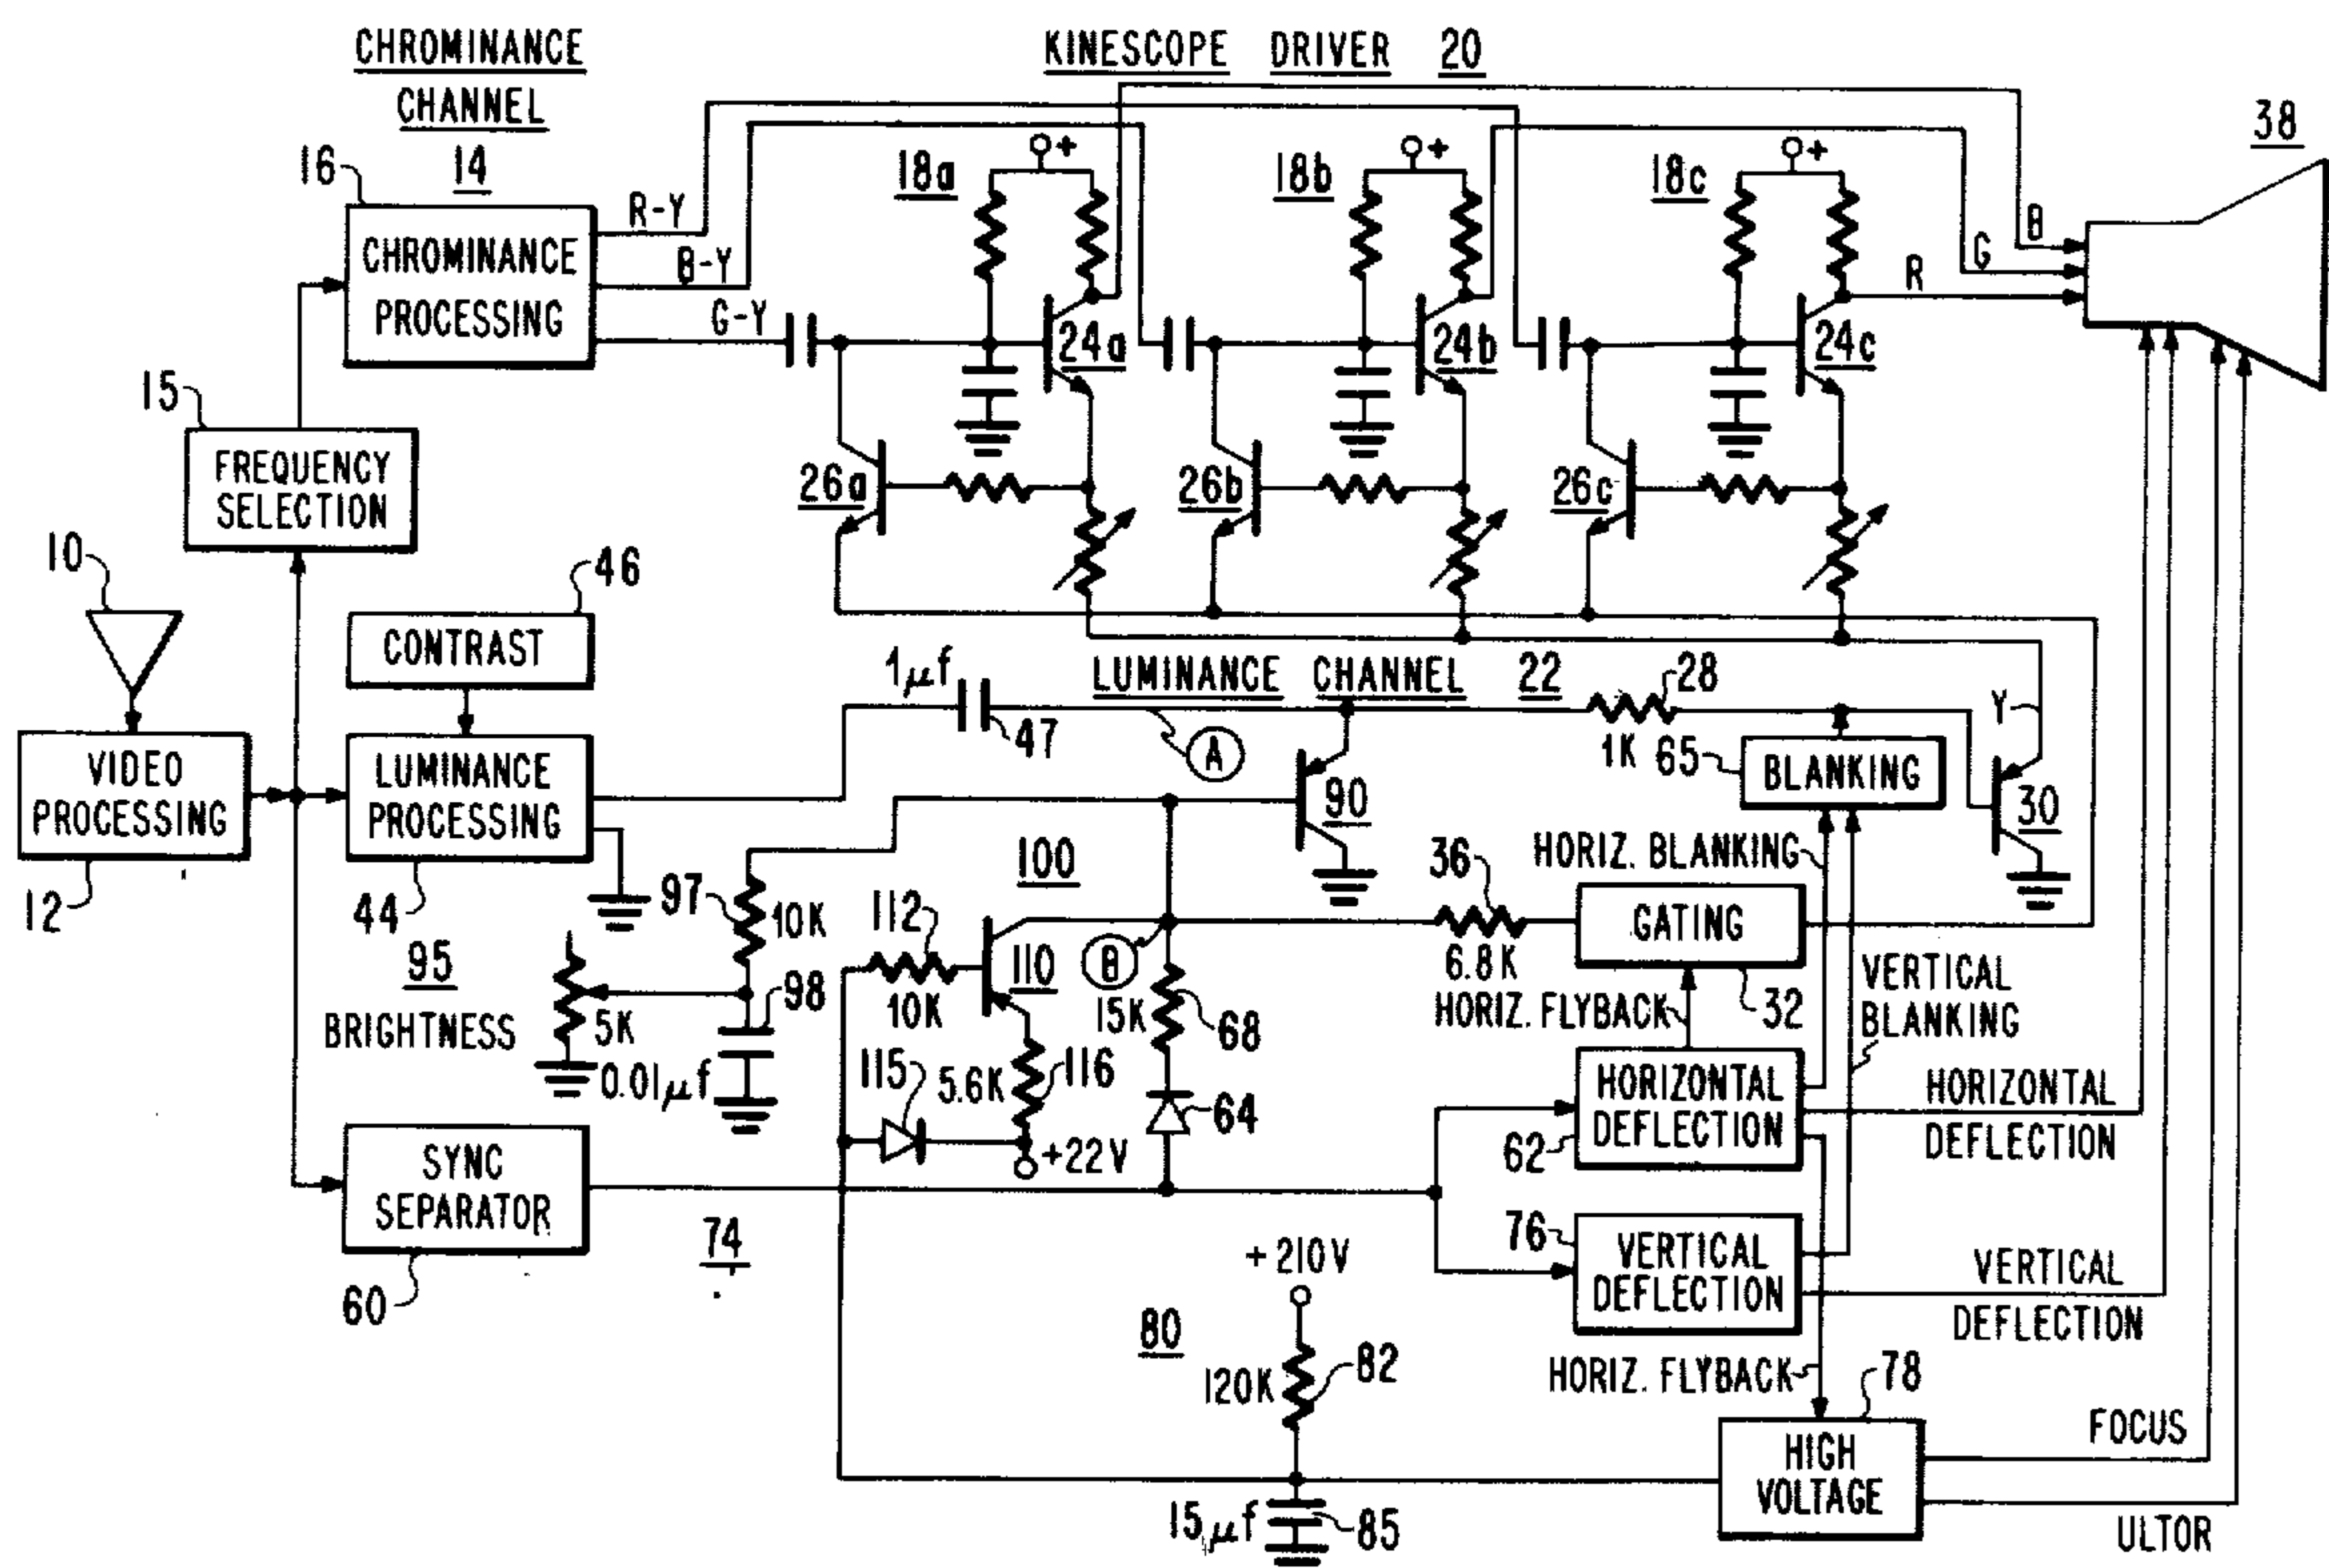 CHROMINANCE
CHANNEL
14
KINESCOPE DRIVER 20
38
16
CHROMINANCE
PROCESSING
R-Y
B-Y
G-Y
18a
+
18b
+
18c
+
24a
24b
24c
B
G
R
15
FREQUENCY
SELECTION
26a
26b
26c
10
46
CONTRAST
1µf
47
LUMINANCE CHANNEL 22
28
1K
A
Y
VIDEO
PROCESSING
12
LUMINANCE
PROCESSING
44
65
BLANKING
90
30
HORIZ. BLANKING
97
10K
100
112
10K
110
B
36
6.8K
GATING
32
HORIZ. FLYBACK
VERTICAL
BLANKING
95
BRIGHTNESS
5K
98
0.01µf
15K
68
115
5.6K
116
+22V
64
HORIZONTAL
DEFLECTION
62
HORIZONTAL
DEFLECTION
SYNC
SEPARATOR
60
74
76
VERTICAL
DEFLECTION
VERTICAL
DEFLECTION
+210V
80
120K
82
HORIZ. FLYBACK
78
HIGH
VOLTAGE
FOCUS
ULTOR
15µf
85